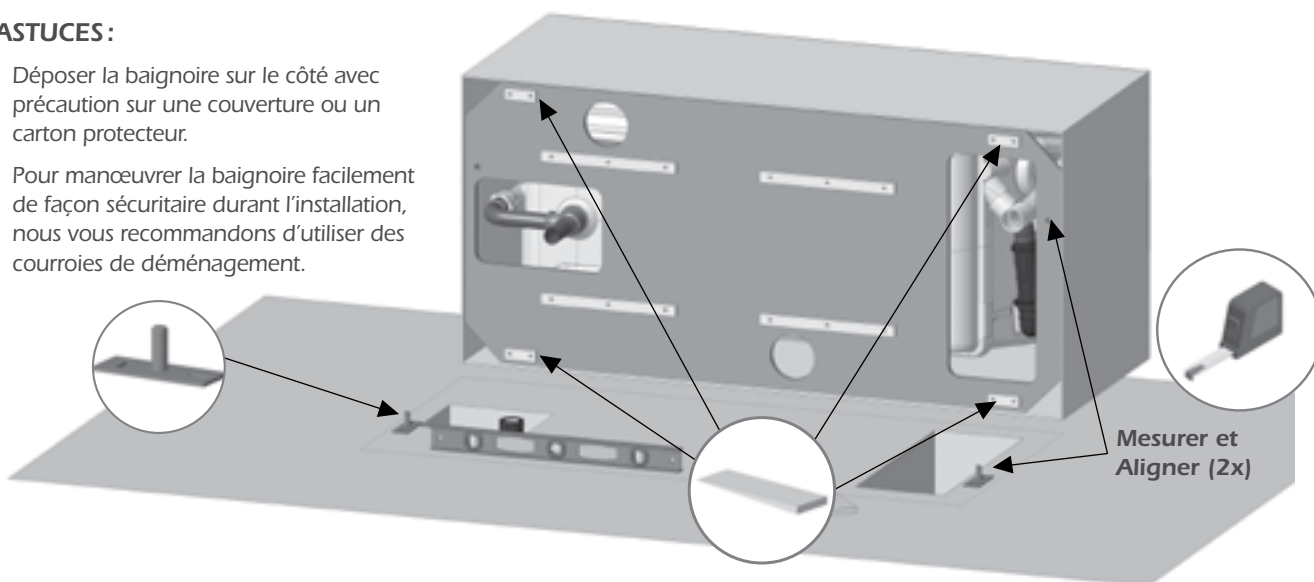 ASTUCES :
Déposer la baignoire sur le côté avec
précaution sur une couverture ou un
carton protecteur.
Pour manœuvrer la baignoire facilement
de façon sécuritaire durant l'installation,
nous vous recommandons d'utiliser des
courroies de déménagement.
Mesurer et
Aligner (2x)